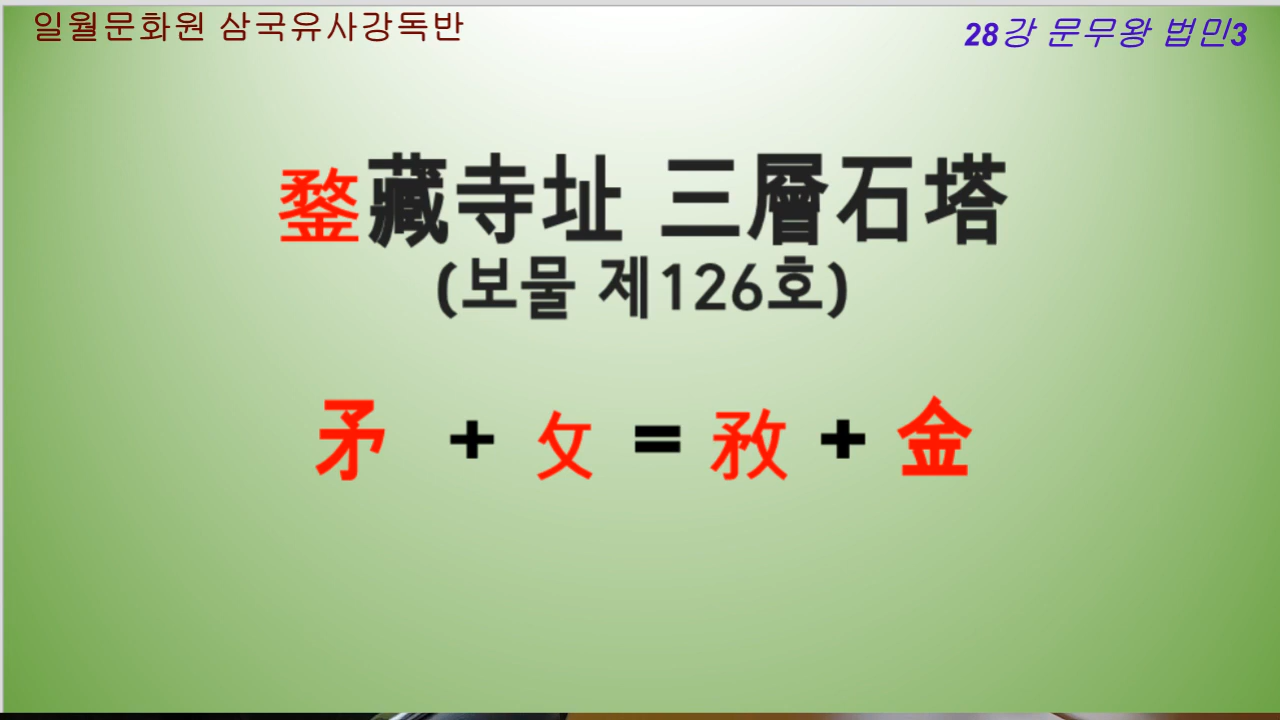 일월문화원 삼국유사강독반
28강 문무왕 법민3
鍪藏寺址 三層石塔
(보물 제126호)
矛 + 攵 = 敄 + 金